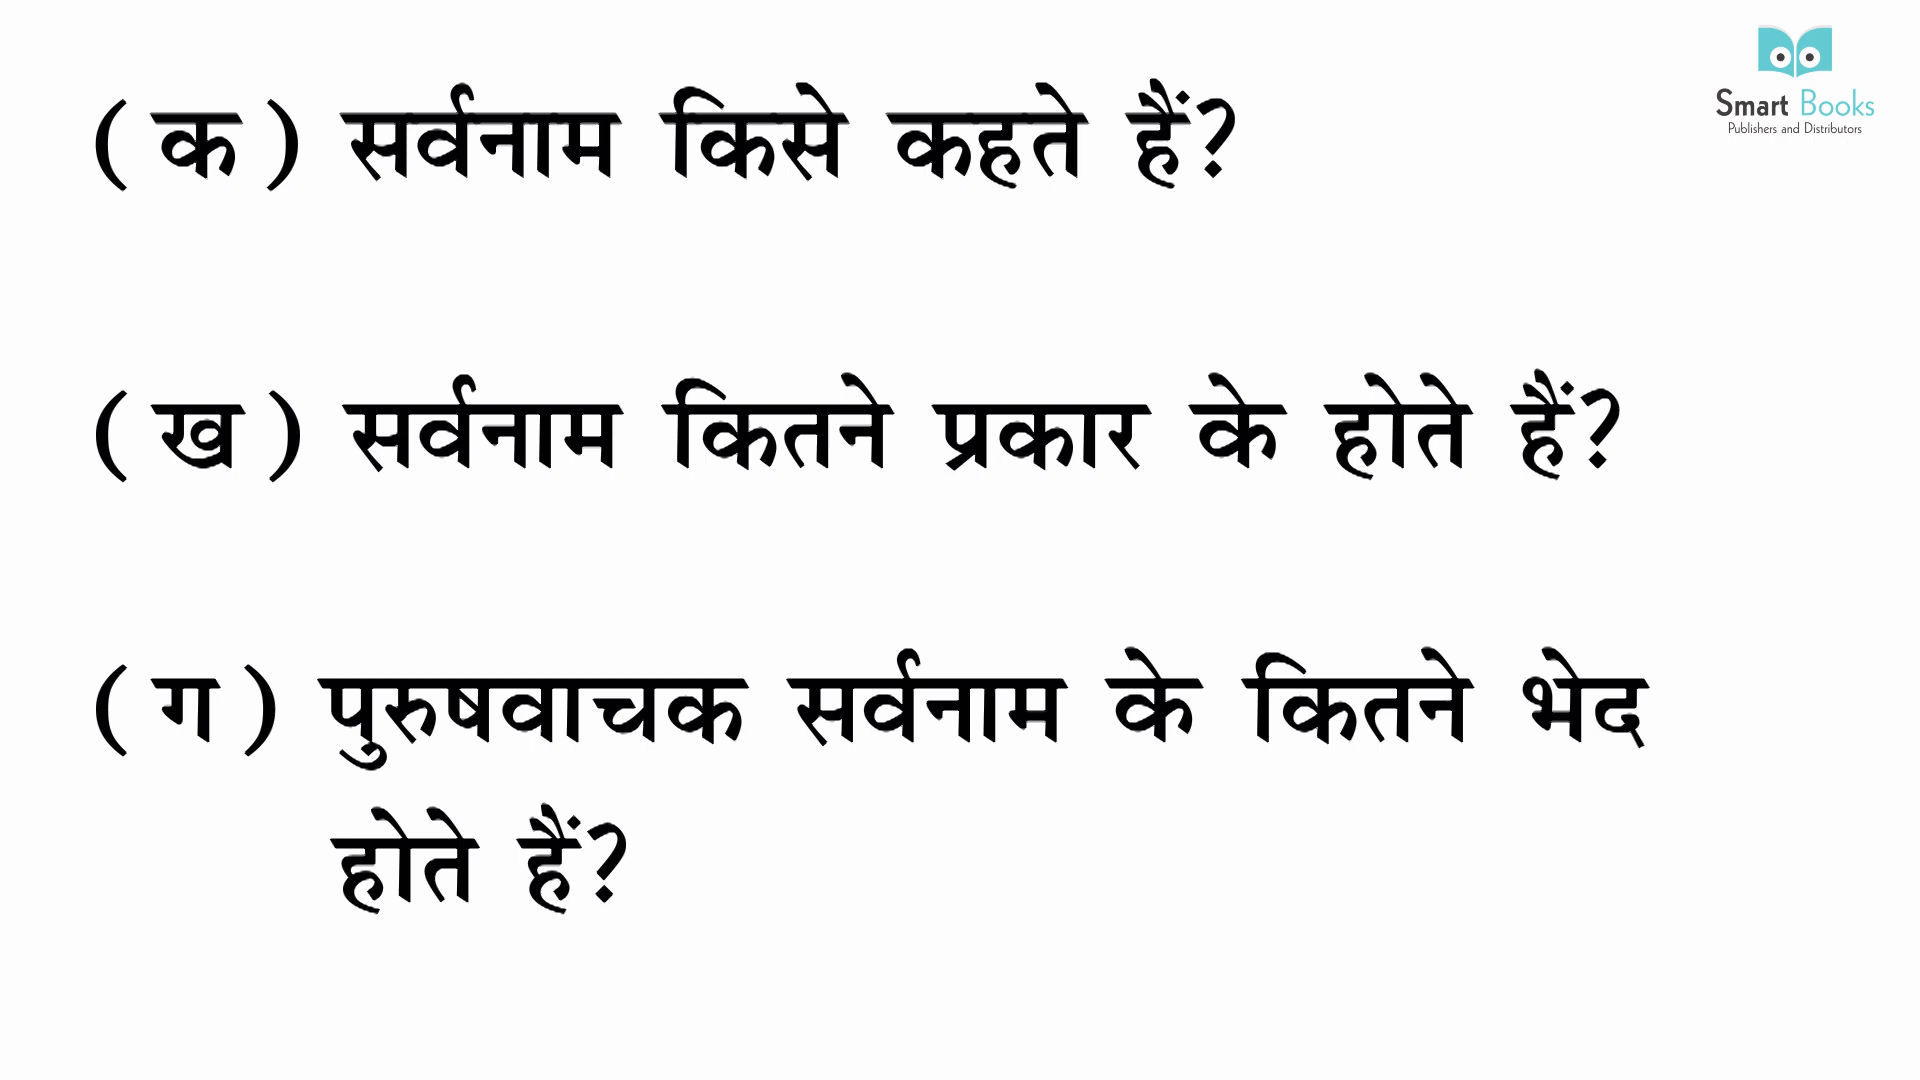 Smart Books
Publishers and Distributors
( क ) सर्वनाम किसे कहते हैं?
( ख ) सर्वनाम कितने प्रकार के होते हैं?
( ग ) पुरुषवाचक सर्वनाम के कितने भेद
होते हैं?